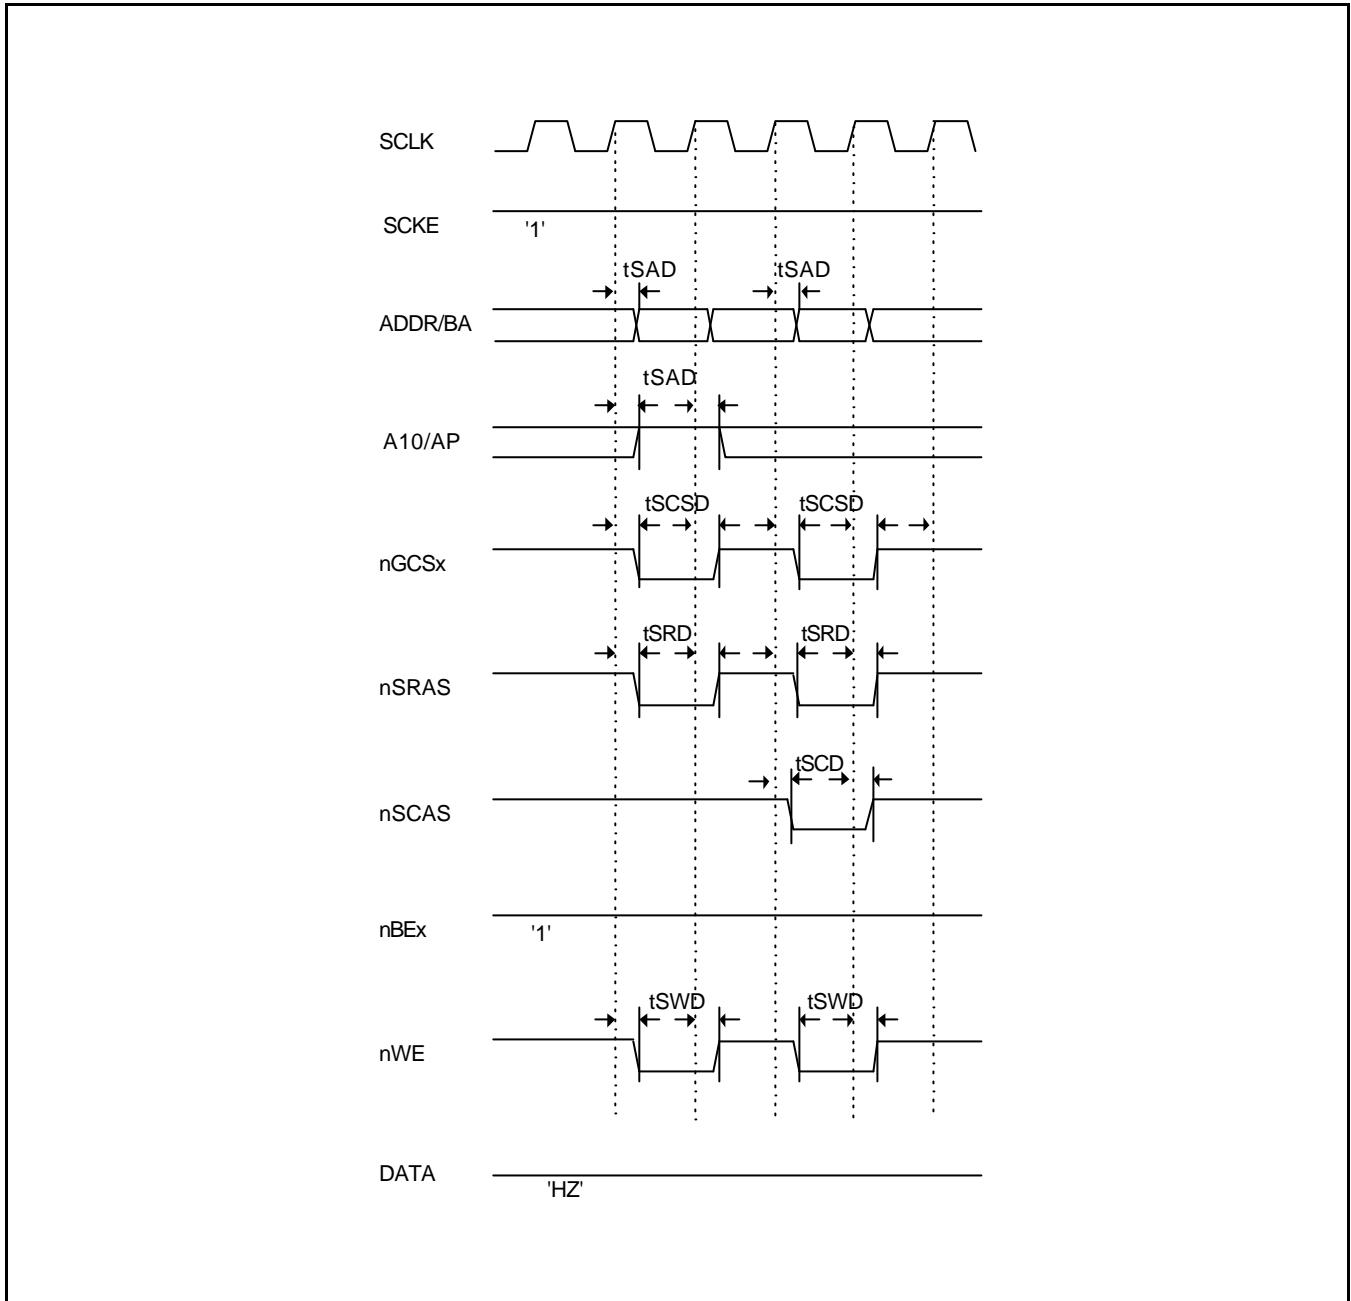 SCLK
SCKE
'1'
tSAD
tSAD
ADDR/BA
tSAD
A10/AP
tSCSD
tSCSD
nGCSx
tSRD
tSRD
nSRAS
tSCD
nSCAS
nBEx
'1'
tSWD
tSWD
nWE
DATA
'HZ'